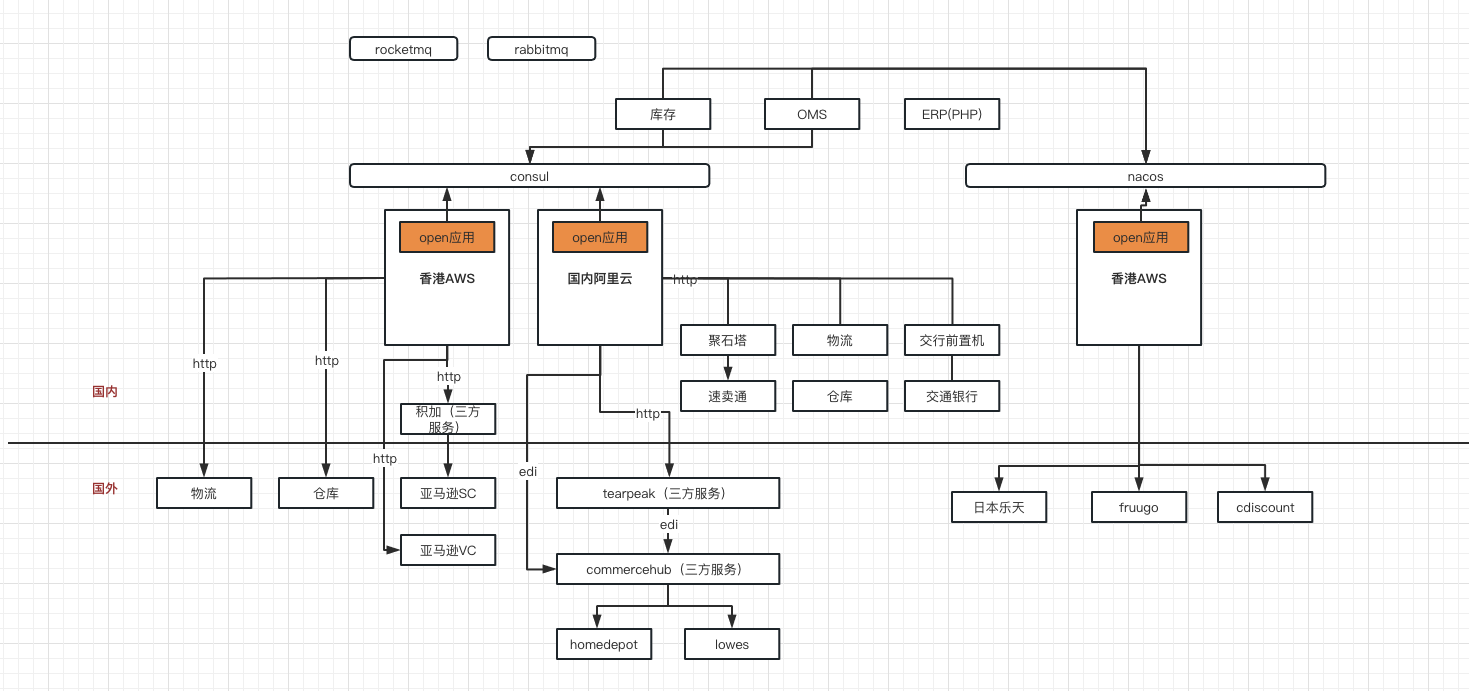 rocketmq
rabbitmq
库存
OMS
ERP(PHP)
consul
nacos
open应用
open应用
open应用
香港AWS
国内阿里云
香港AWS
http
聚石塔
物流
交行前置机
http
http
http
国内
速卖通
仓库
交通银行
积加（三方
服务）
http
http
edi
国外
物流
仓库
亚马逊SC
tearpeak（三方服务）
日本乐天
fruugo
cdiscount
edi
亚马逊VC
commercehub（三方服务）
homedepot
lowes